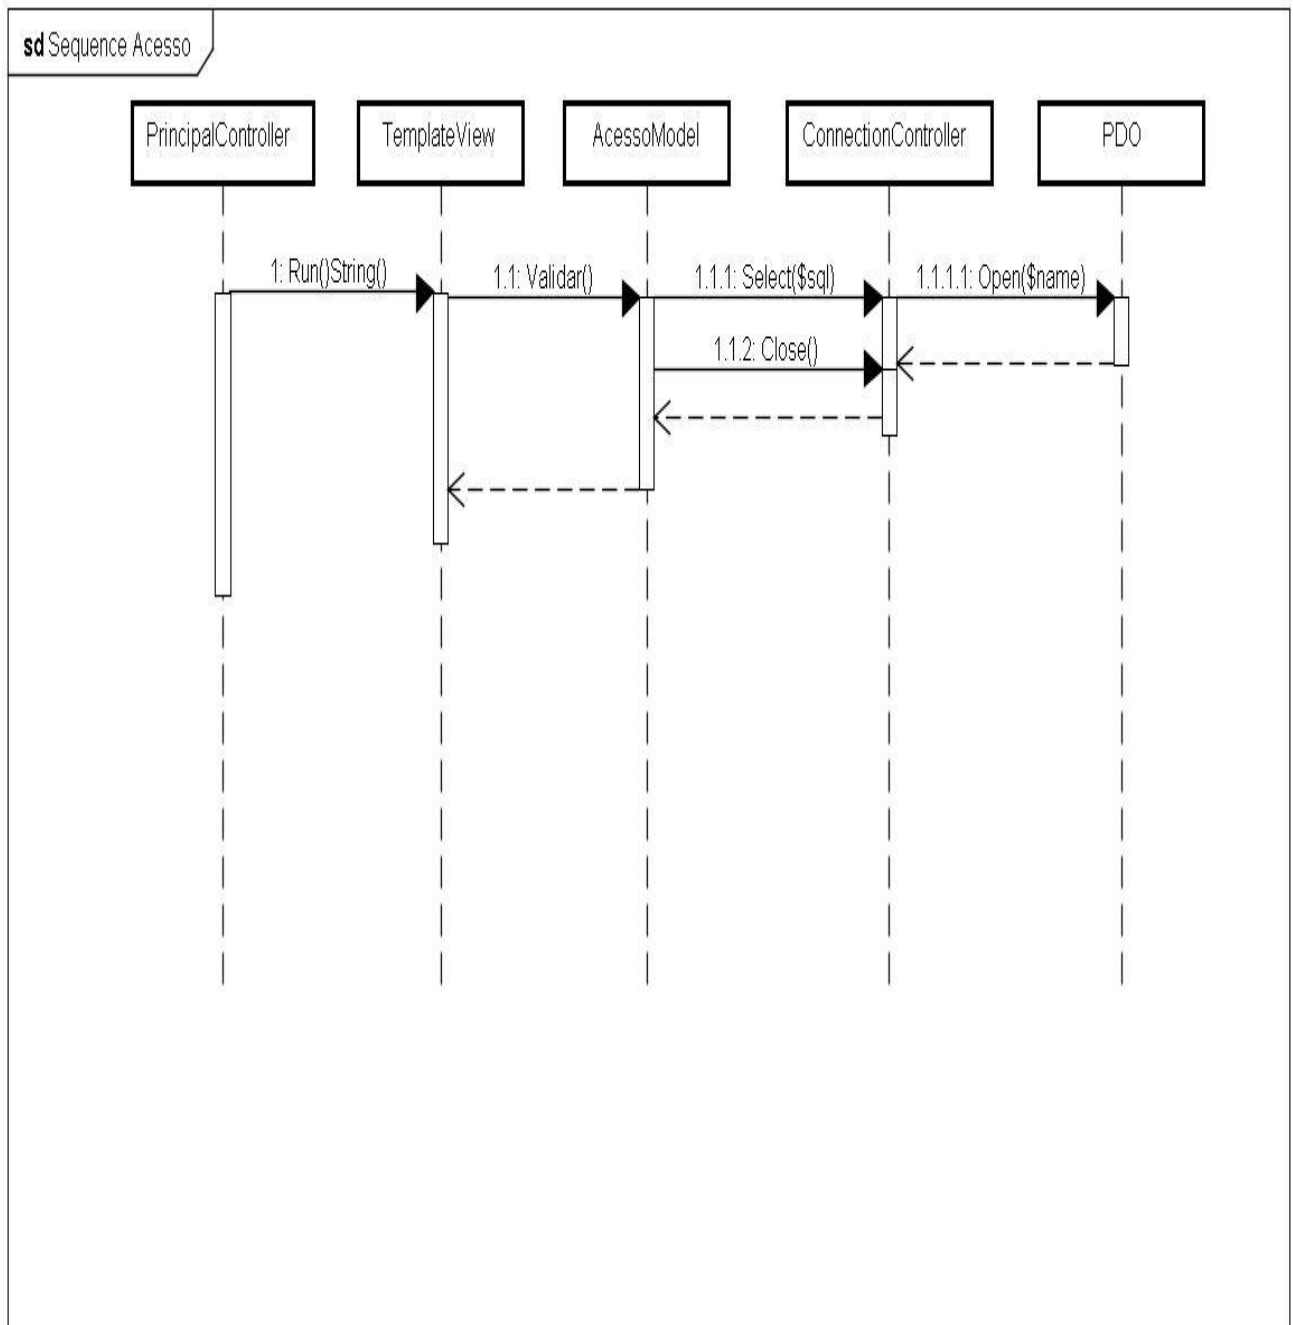 sd Sequence Acesso
PrincipalController
TemplateView
AcessoModel
ConnectionController
PDO
1: Run()String()
1.1: Validar()
1.1.1: Select($sql)
1.1.1.1: Open($name)
1.1.2: Close()